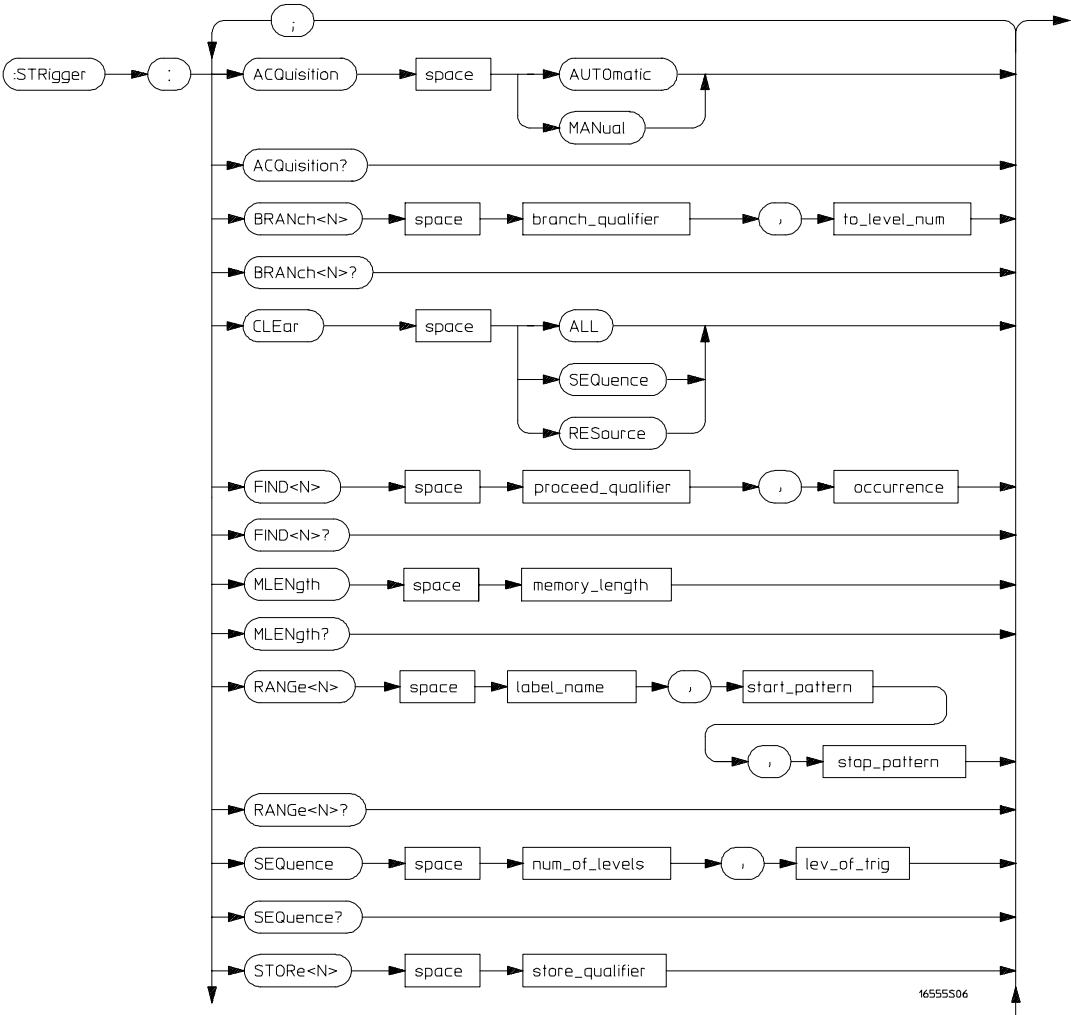 ;
:STRigger : ACQuisition space AUTOmatic
MANual
ACQuisition?
BRANch<N> space branch_qualifier , to_level_num
BRANch<N>?
CLEar space ALL
SEQuence
RESource
FIND<N> space proceed_qualifier , occurrence
FIND<N>?
MLENgth space memory_length
MLENgth?
RANGe<N> space label_name , start_pattern
, stop_pattern
RANGe<N>?
SEQuence space num_of_levels , lev_of_trig
SEQuence?
STORe<N> space store_qualifier
16555S06